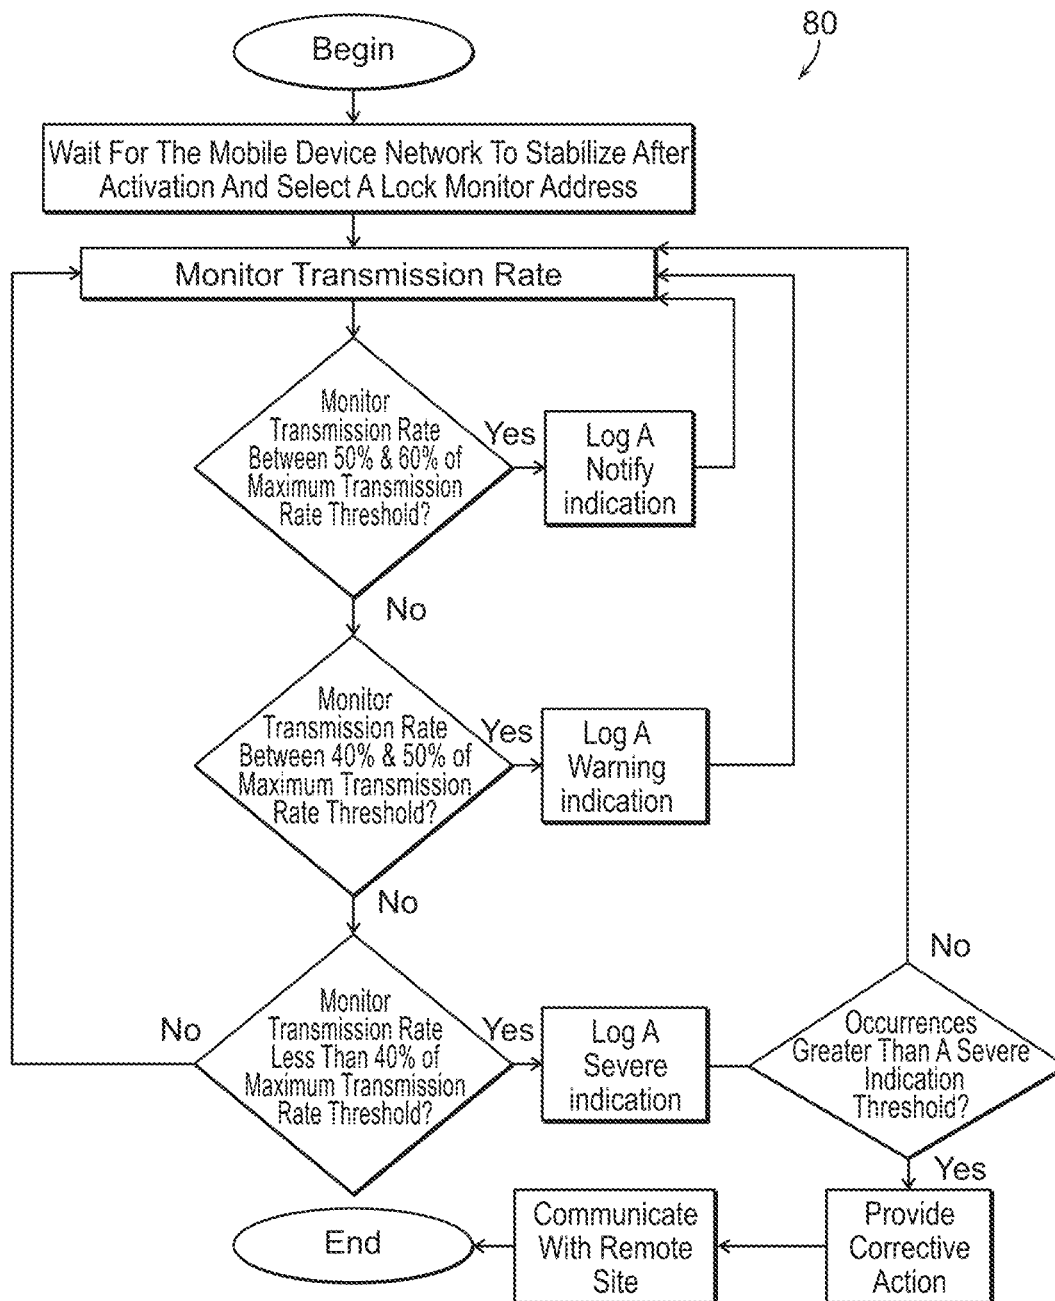 80
Begin
Wait For The Mobile Device Network To Stabilize After
Activation And Select A Lock Monitor Address
Monitor Transmission Rate
Monitor
Transmission Rate
Between 50% & 60% of
Maximum Transmission
Rate Threshold?
Yes
Log A
Notify
indication
No
Monitor
Transmission Rate
Between 40% & 50% of
Maximum Transmission
Rate Threshold?
Yes
Log A
Warning
indication
No
Monitor
Transmission Rate
Less Than 40% of
Maximum Transmission
Rate Threshold?
No
Yes
Log A
Severe
indication
Occurrences
Greater Than A Severe
Indication
Threshold?
No
Yes
Provide
Corrective
Action
Communicate
With Remote
Site
End